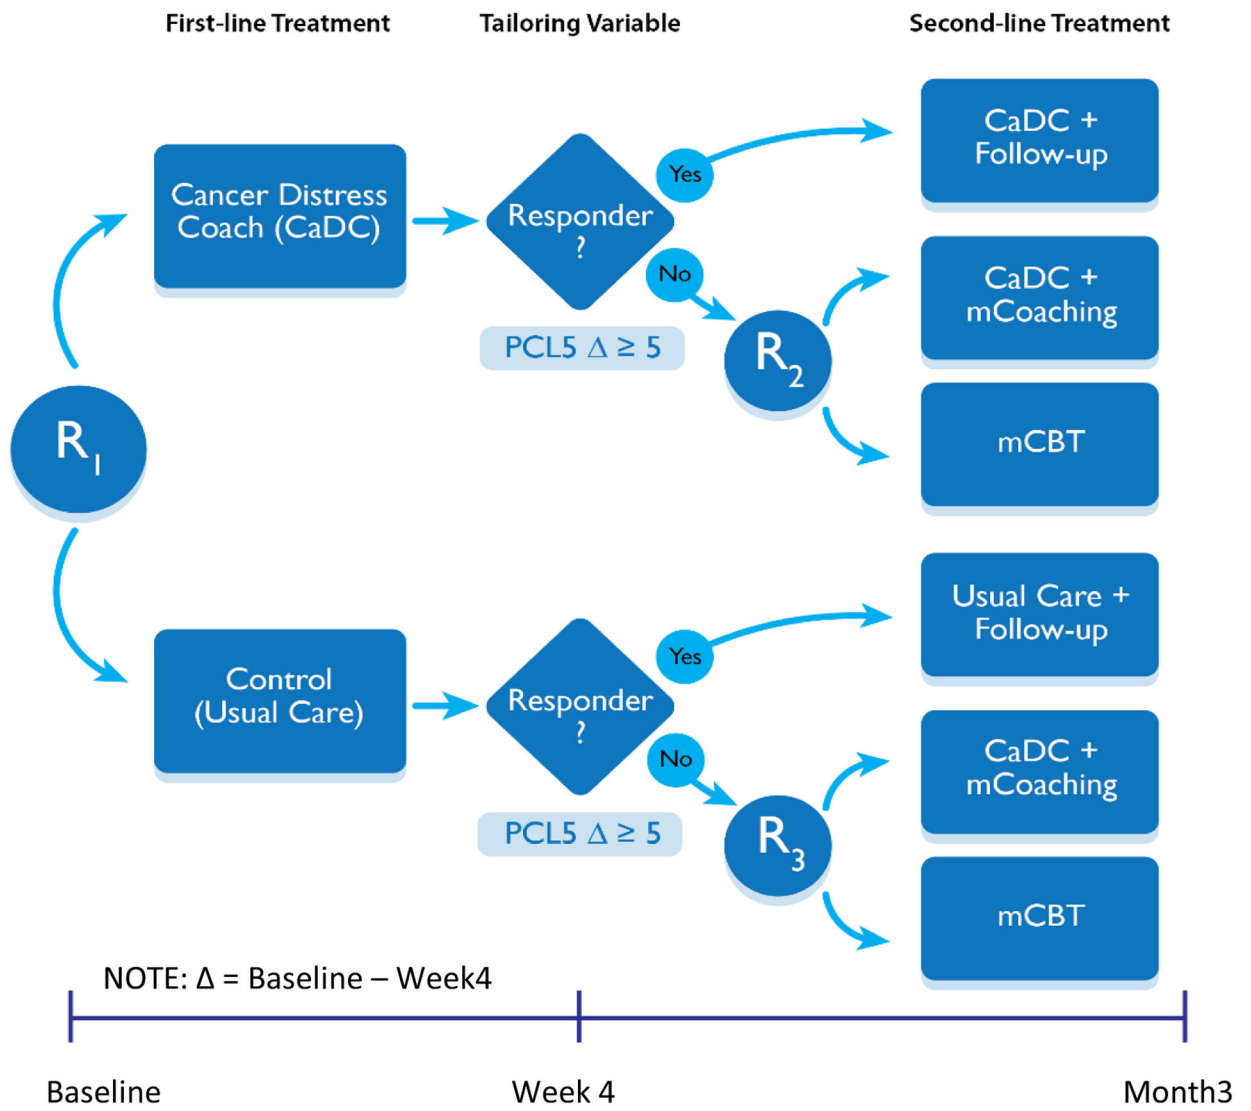 First-line Treatment
Tailoring Variable
Second-line Treatment
Cancer Distress
Coach (CaDC)
Responder
?
Yes
No
PCL5 Δ ≥ 5
R1
R2
CaDC +
Follow-up
CaDC +
mCoaching
mCBT
Control
(Usual Care)
Responder
?
Yes
No
PCL5 Δ ≥ 5
R3
Usual Care +
Follow-up
CaDC +
mCoaching
mCBT
NOTE: Δ = Baseline – Week4
Baseline
Week 4
Month3